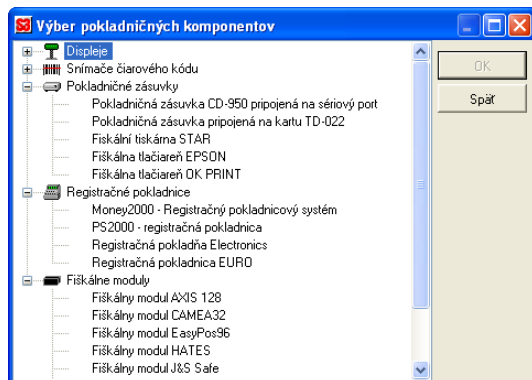 Výber pokladničných komponentov
Displeje
Snímače čiarového kódu
Pokladničné zásuvky
Pokladničná zásuvka CD-950 pripojená na sériový port
Pokladničná zásuvka pripojená na kartu TD-022
Fiskální tiskárna STAR
Fiškálna tlačiareň EPSON
Fiškálna tlačiareň OK PRINT
Registračné pokladnice
Money2000 - Registračný pokladnicový systém
PS2000 - registračná pokladnica
Registračná pokladňa Electronics
Registračná pokladnica EURO
Fiškálne moduly
Fiškálny modul AXIS 128
Fiškálny modul CAMEA32
Fiškálny modul EasyPos96
Fiškálny modul HATES
Fiškálny modul J&S Safe
OK
Späť